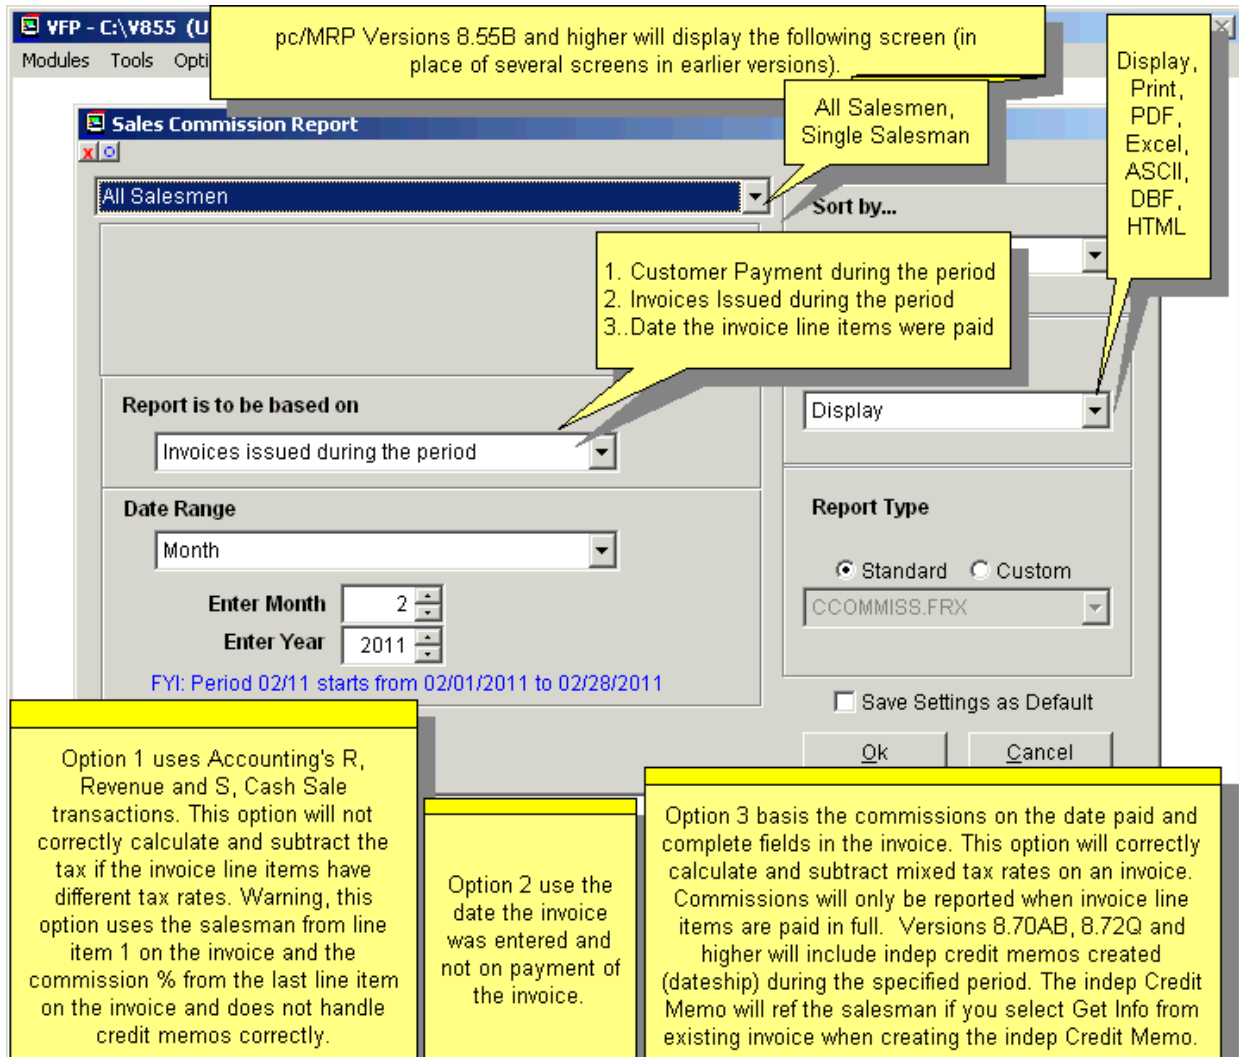 VFP - C:\V855 (U
pc/MRP Versions 8.55B and higher will display the following screen (in
place of several screens in earlier versions).
Modules Tools Opti
Display,
Print,
PDF,
Excel,
ASCII,
DBF,
HTML
Sales Commission Report
All Salesmen,
Single Salesman
All Salesmen
Sort by...
1. Customer Payment during the period
2. Invoices Issued during the period
3..Date the invoice line items were paid
Report is to be based on
Invoices issued during the period
Display
Date Range
Month
Enter Month 2
Enter Year 2011
FYI: Period 02/11 starts from 02/01/2011 to 02/28/2011
Report Type
Standard Custom
CCOMMISS.FRX
Save Settings as Default
Ok Cancel
Option 1 uses Accounting's R,
Revenue and S, Cash Sale
transactions. This option will not
correctly calculate and subtract the
tax if the invoice line items have
different tax rates. Warning, this
option uses the salesman from line
item 1 on the invoice and the
commission % from the last line item
on the invoice and does not handle
credit memos correctly.
Option 2 use the
date the invoice
was entered and
not on payment of
the invoice.
Option 3 basis the commissions on the date paid and
complete fields in the invoice. This option will correctly
calculate and subtract mixed tax rates on an invoice.
Commissions will only be reported when invoice line
items are paid in full. Versions 8.70AB, 8.72Q and
higher will include indep credit memos created
(dateship) during the specified period. The indep Credit
Memo will ref the salesman if you select Get Info from
existing invoice when creating the indep Credit Memo.